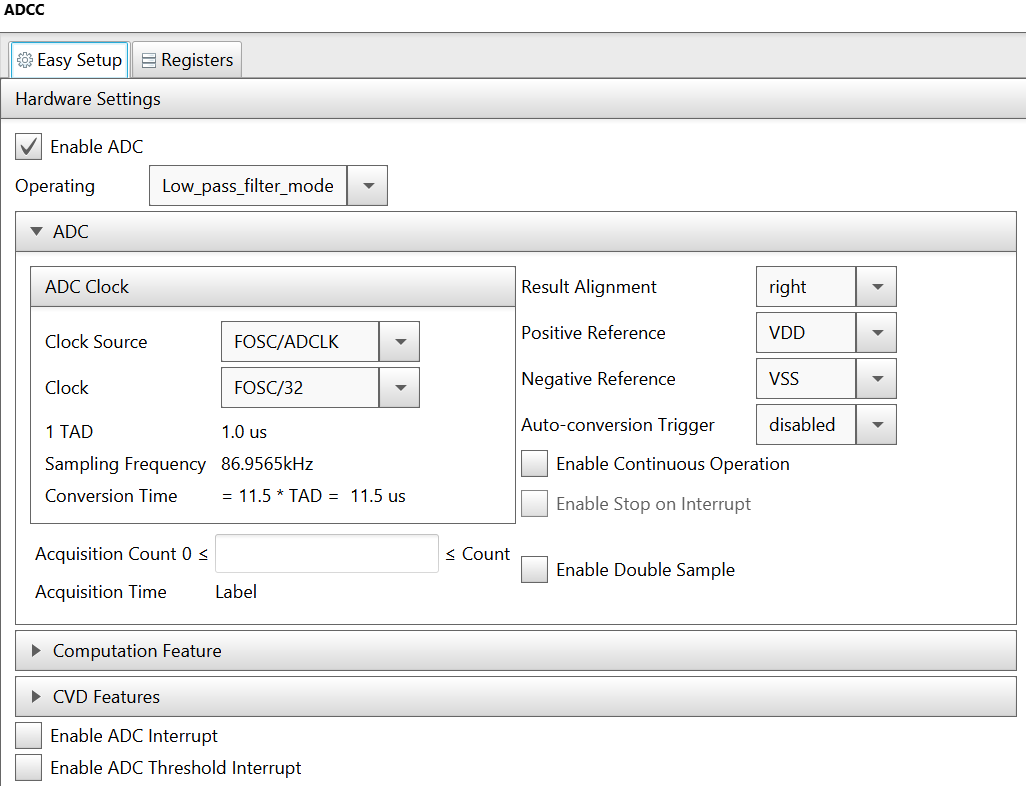 ADCC
Easy Setup Registers
Hardware Settings
Enable ADC
Operating Low_pass_filter_mode
ADC
ADC Clock
Clock Source FOSC/ADCLK
Clock FOSC/32
1 TAD 1.0 us
Sampling Frequency 86.9565kHz
Conversion Time = 11.5 * TAD = 11.5 us
Acquisition Count 0 ≤ ≤ Count
Acquisition Time Label
Result Alignment right
Positive Reference VDD
Negative Reference VSS
Auto-conversion Trigger disabled
Enable Continuous Operation
Enable Stop on Interrupt
Enable Double Sample
Computation Feature
CVD Features
Enable ADC Interrupt
Enable ADC Threshold Interrupt